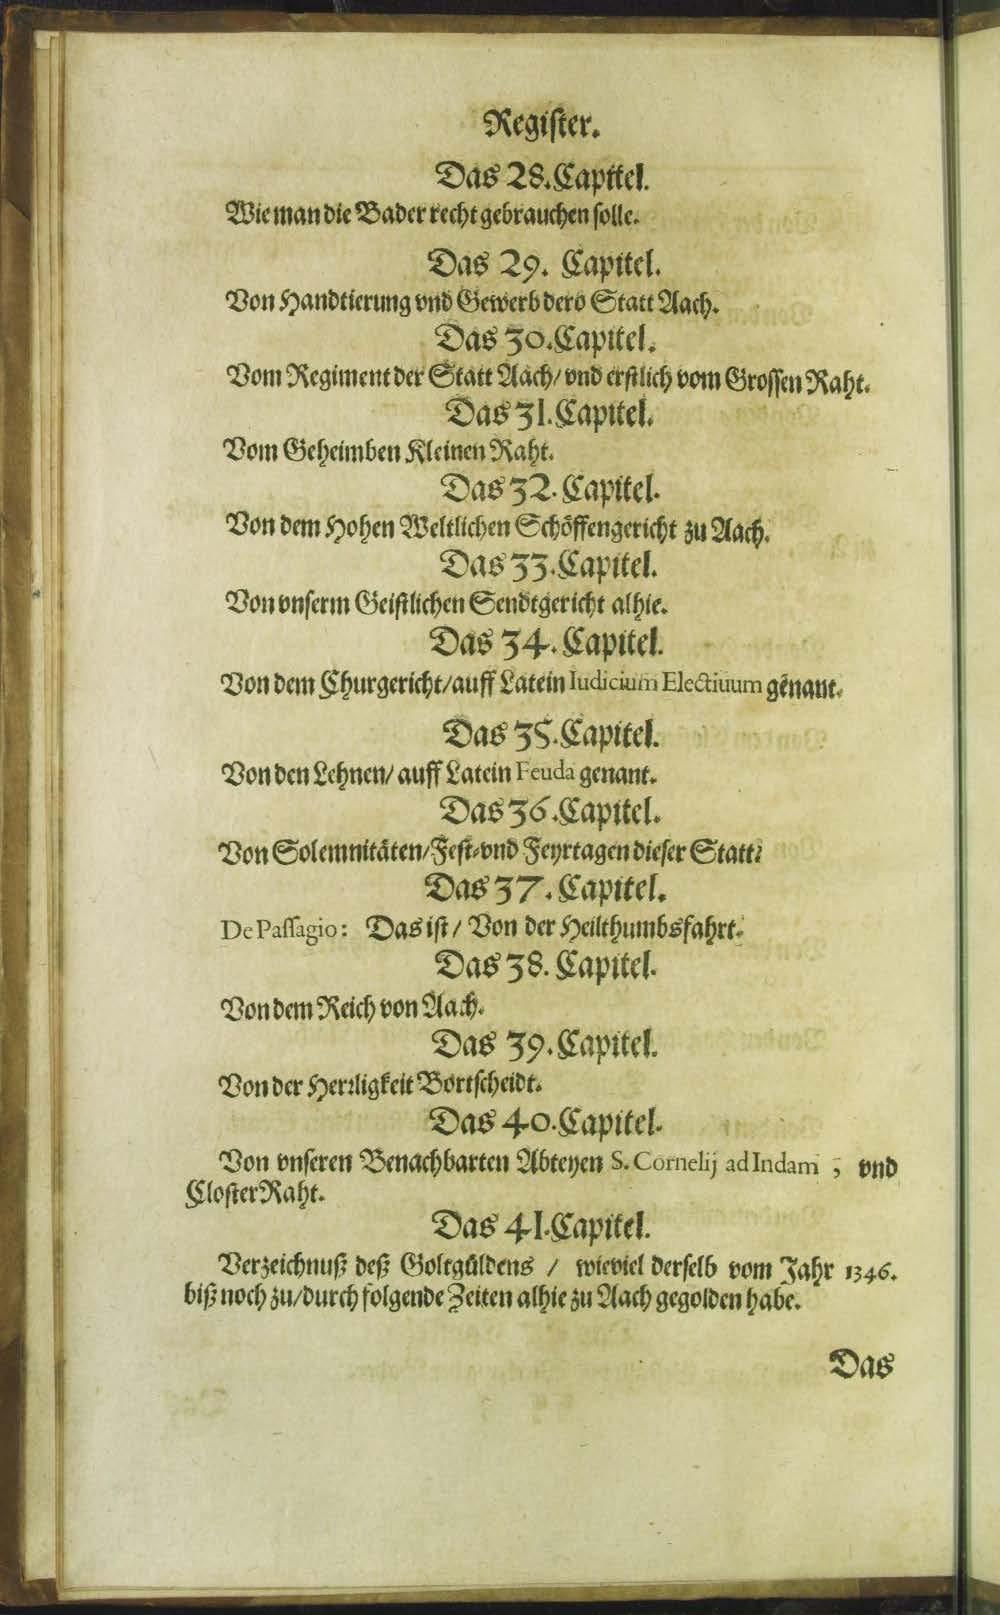 Register.
Das 28. Capittel.
Wie man die Bader recht gebrauchen solle.
Das 29. Capitel.
Von Handtierung vnd Gewerb dero Statt Aach.
Das 30. Capitel.
Vom Regiment der Statt Aach/ vnd erstlich vom Grossen Raht.
Das 31. Capitel.
Vom Geheimben Kleinen Raht.
Das 32. Capitel.
Von dem Hohen Weltlichen Schöffengericht zu Aach.
Das 33. Capitel.
Von vnserm Geistlichen Sendtgericht alhie.
Das 34. Capitel.
Von dem Churgericht/ auff Latein Iudicium Electiuum genant.
Das 35. Capitel.
Von den Lehnen/ auff Latein Feuda genant.
Das 36. Capitel.
Von Solemnitäten/ Fest- vnd Feyrtagen dieser Statt.
Das 37. Capitel.
De Passagio: Das ist / Von der Heilthumbsfahrt.
Das 38. Capitel.
Von dem Reich von Aach.
Das 39. Capitel.
Von der Herrligkeit Bortscheidt.
Das 40. Capitel.
Von vnseren Benachbarten Abteyen S. Cornelij ad Indam, vnd
Closter Raht.
Das 41. Capitel.
Verzeichnuß deß Goltgüldens / wieviel derselb vom Jahr 1346.
biß noch zu/ durch folgende Zeiten alhie zu Aach gegolden habe.
Das